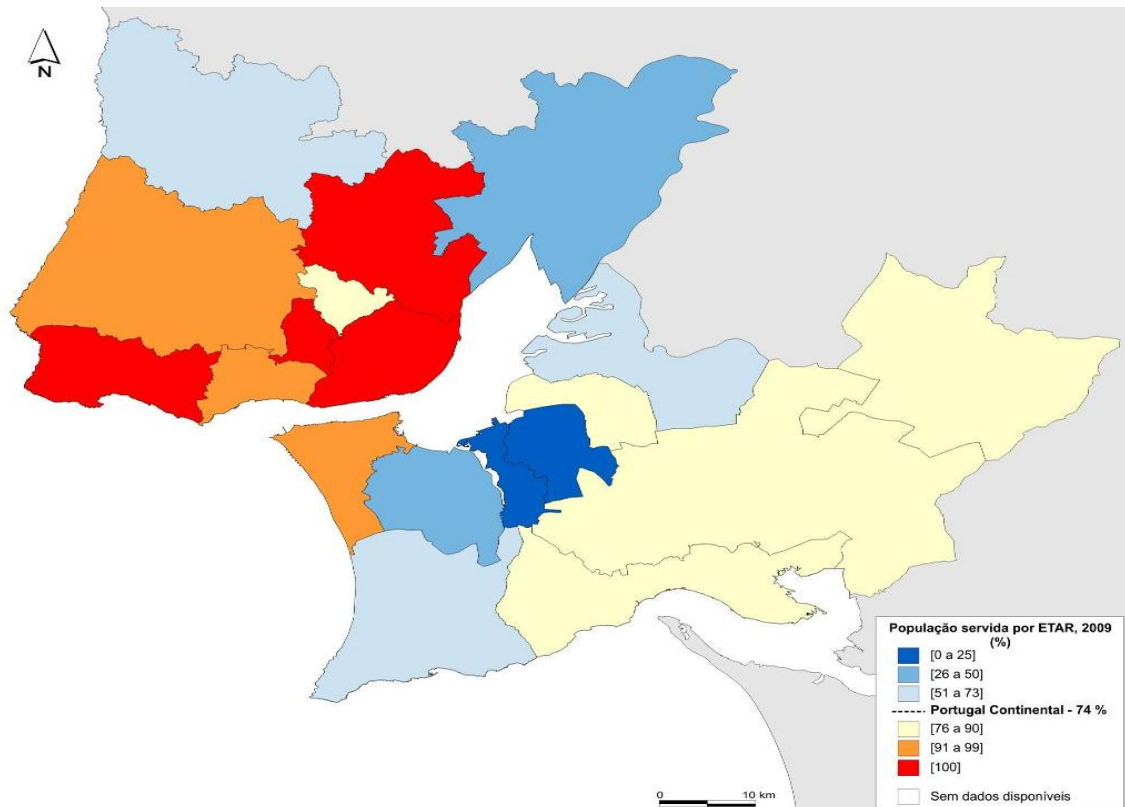 N
População servida por ETAR, 2009
(%)
[0 a 25]
[26 a 50]
[51 a 73]
Portugal Continental - 74 %
[76 a 90]
[91 a 99]
[100]
Sem dados disponíveis
0 10 km